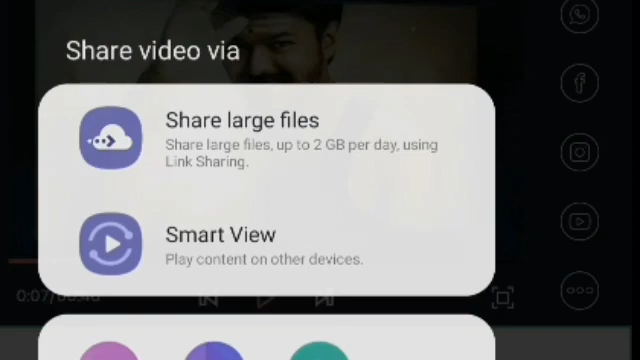 Share video via
Share large files
Share large files, up to 2 GB per day, using
Link Sharing.
Smart View
Play content on other devices.